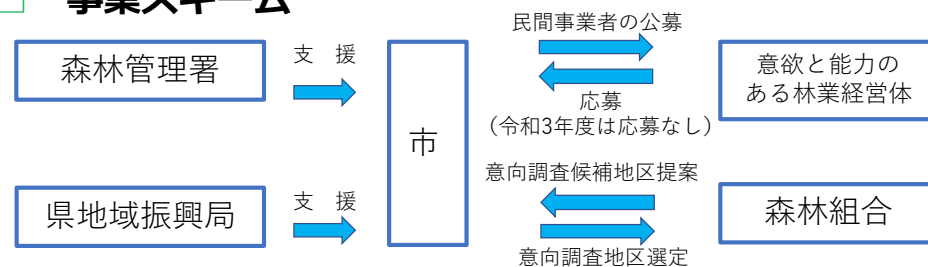 事業スキーム
民間事業者の公募
森林管理署
支　援
意欲と能力の
ある林業経営体
応募
（令和3年度は応募なし）
市
意向調査候補地区提案
県地域振興局
支　援
森林組合
意向調査地区選定